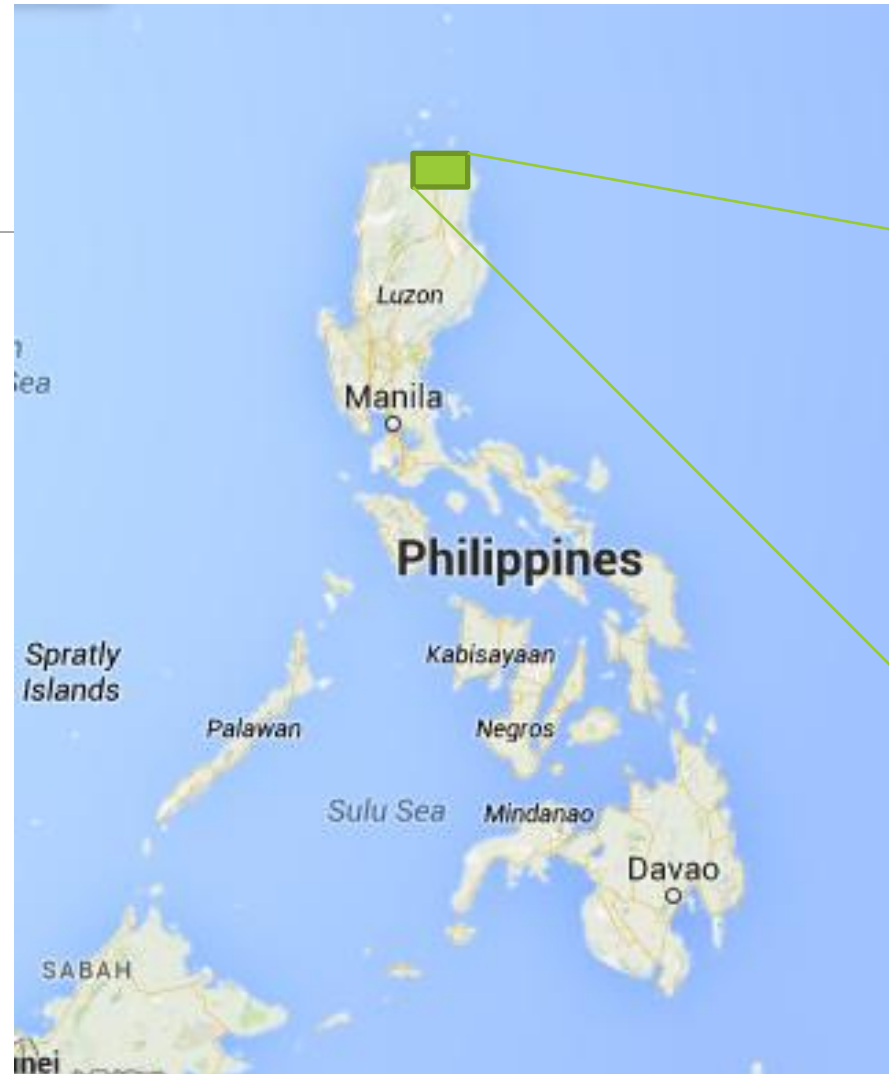 Luzon
Sea
Manila
Philippines
Spratly
Islands
Kabisayaan
Palawan
Negros
Sulu Sea
Mindanao
Davao
SABAH